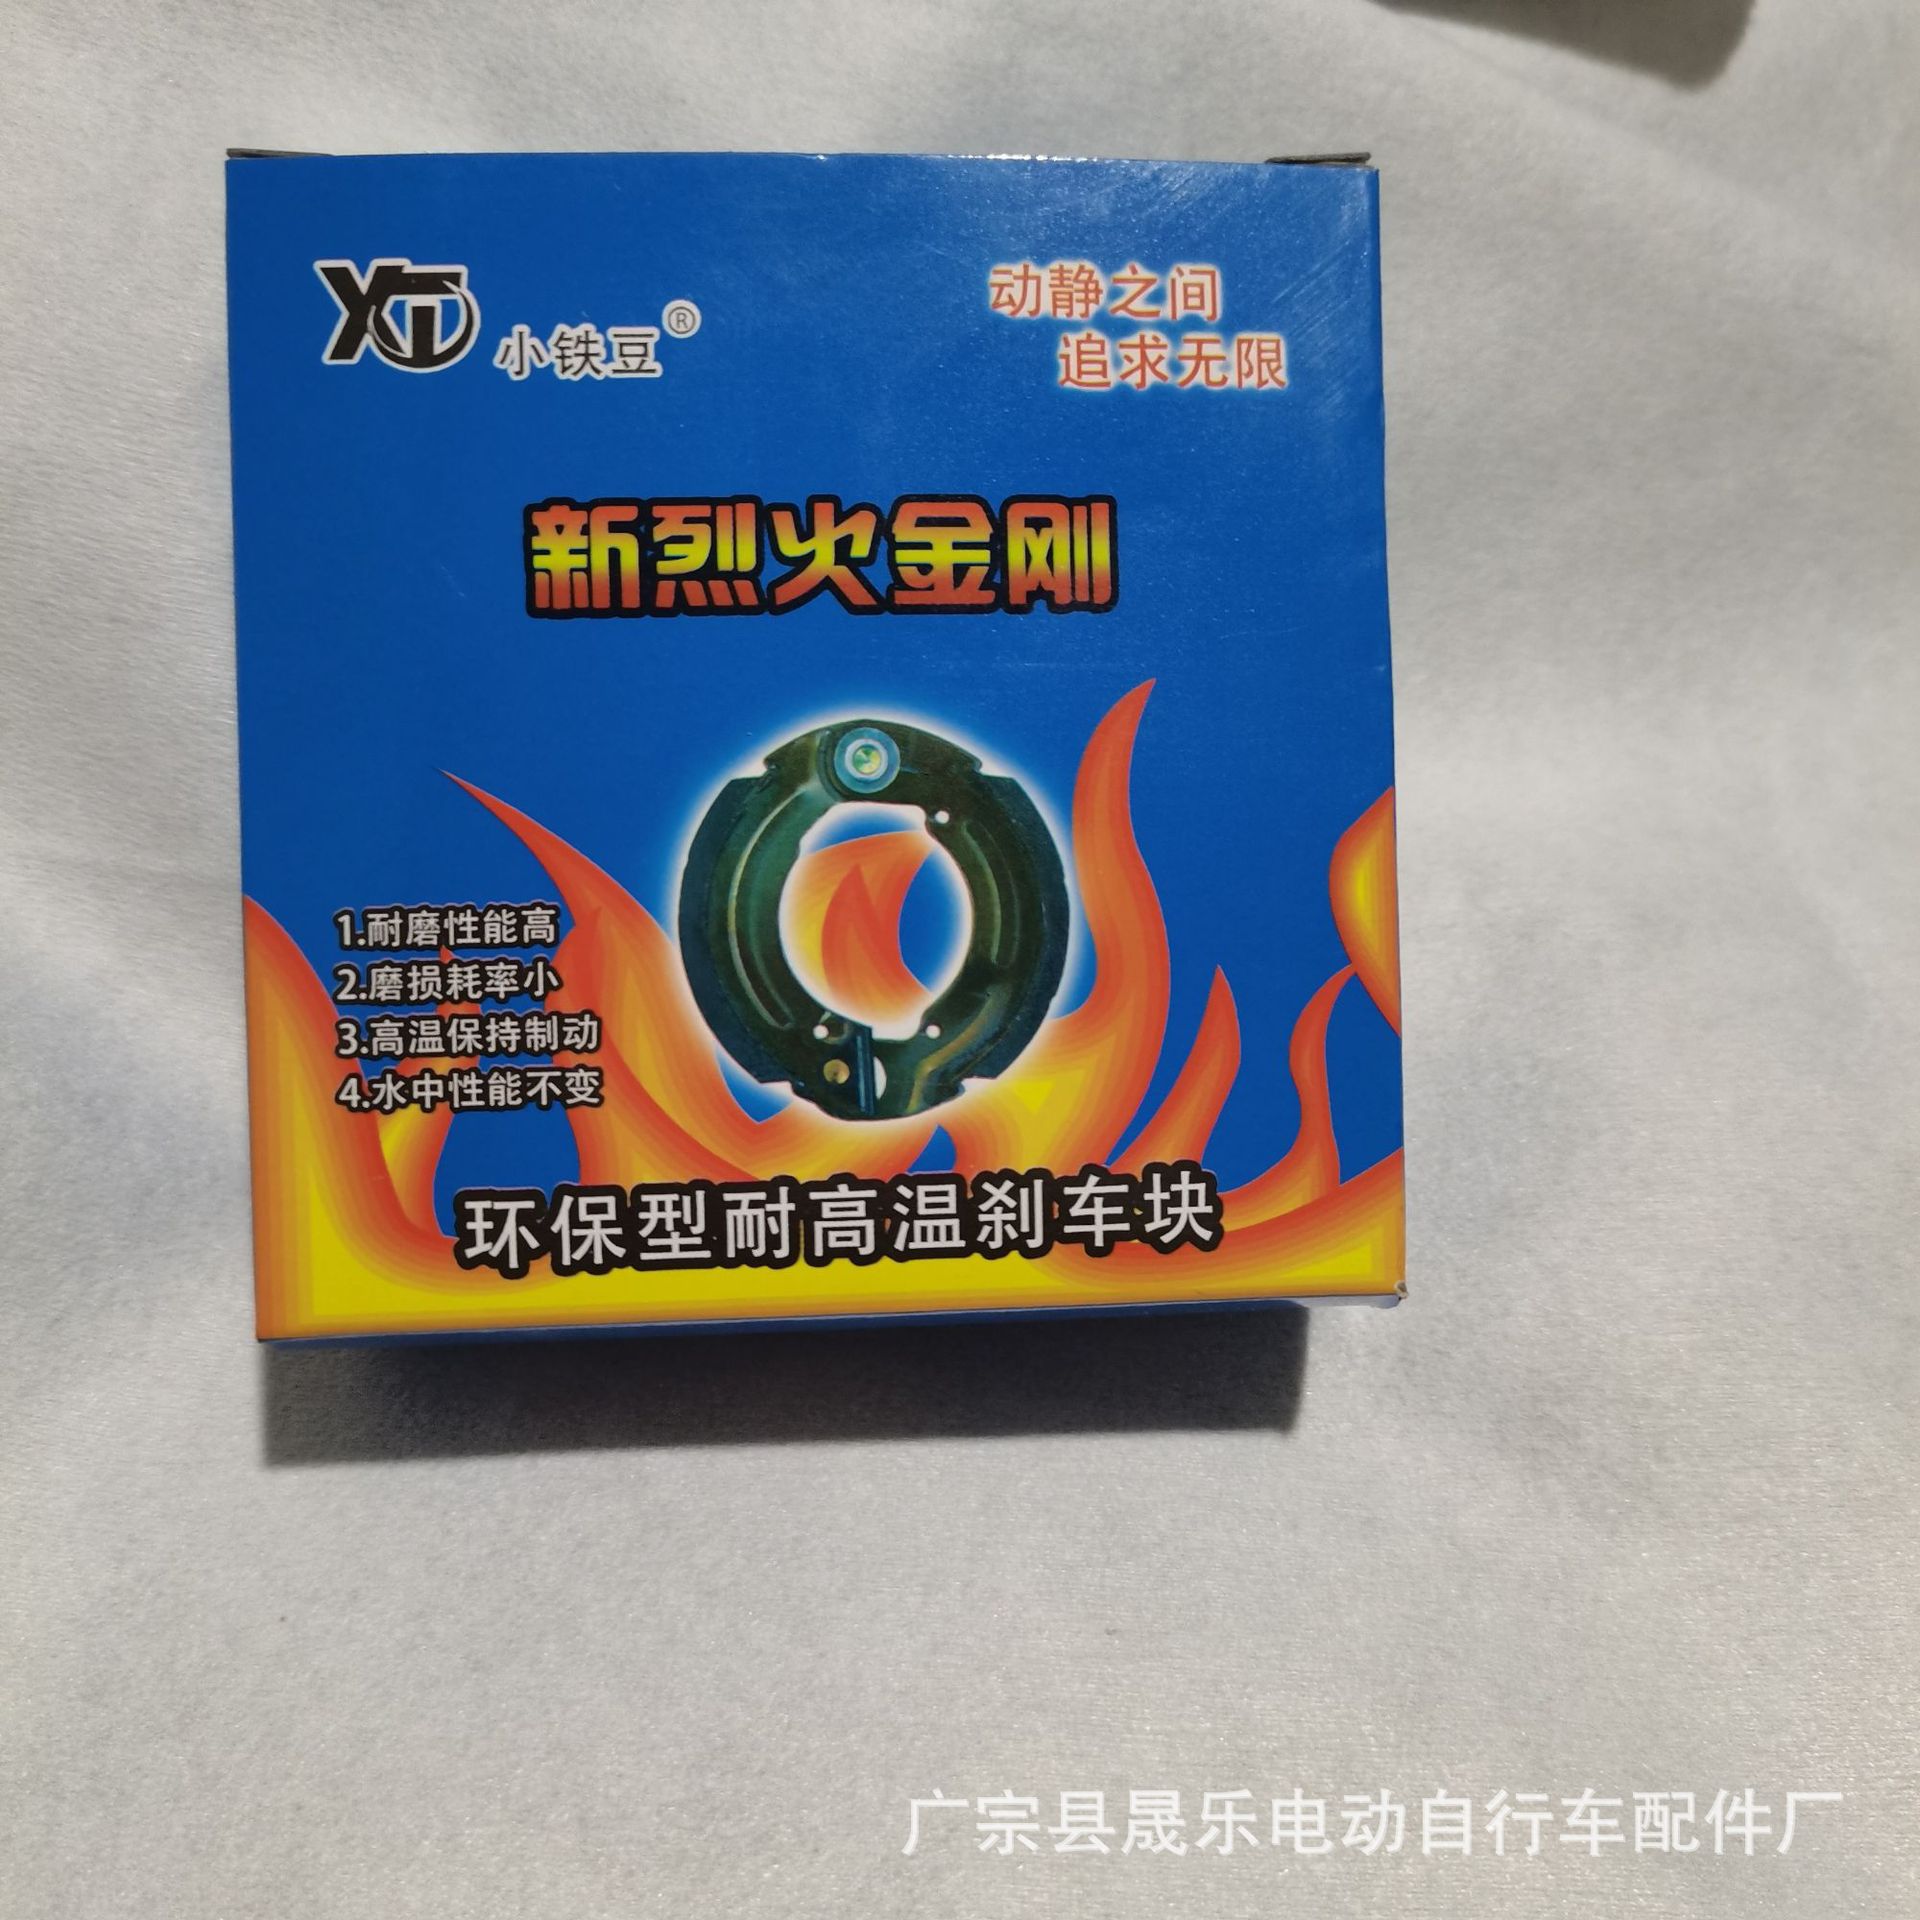 XTD 小铁豆®
动静之间
追求无限
新烈火金刚
1.耐磨性能高
2.磨损耗率小
3.高温保持制动
4.水中性能不变
环保型耐高温刹车块
广宗县晟乐电动自行车配件厂